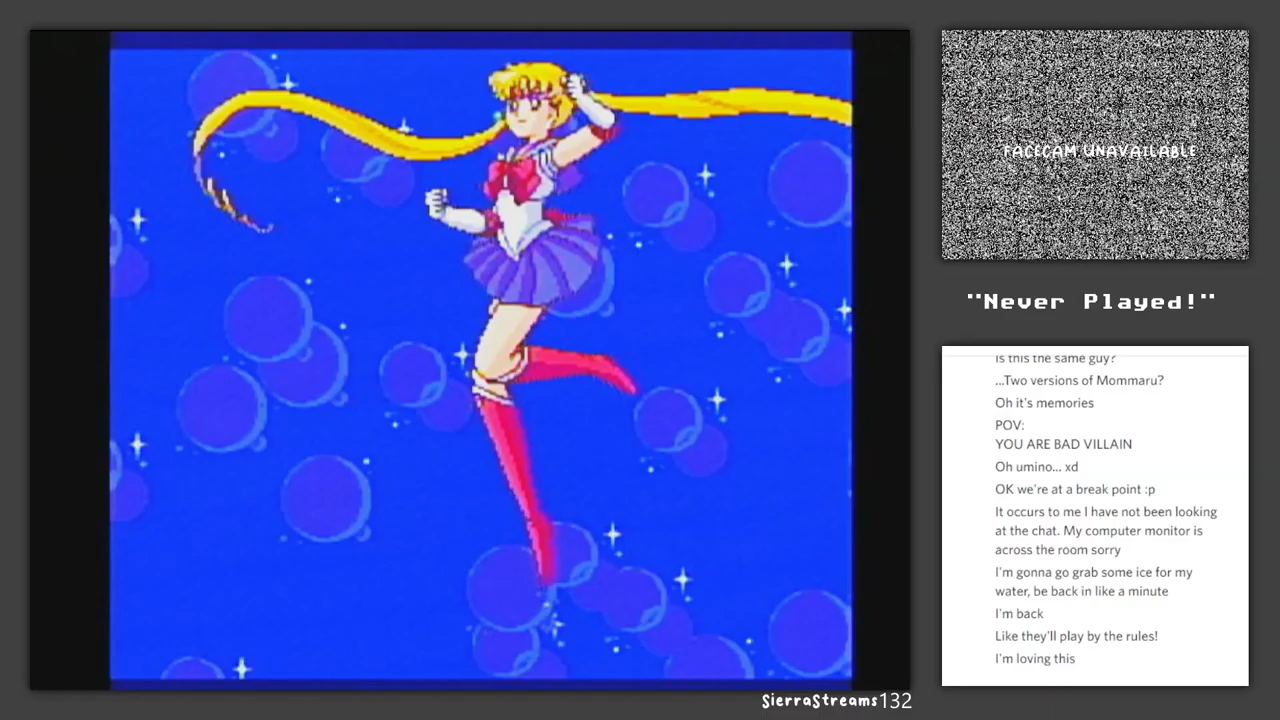 FACECAM UNAVAILABLE
"Never Played!"
Is this the same guy?
...Two versions of Mommaru?
Oh it's memories
POV:
YOU ARE BAD VILLAIN
Oh umino... xd
OK we're at a break point :p
It occurs to me I have not been looking
at the chat. My computer monitor is
across the room sorry
I'm gonna go grab some ice for my
water, be back in like a minute
I'm back
Like they'll play by the rules!
I'm loving this
SierraStreams132